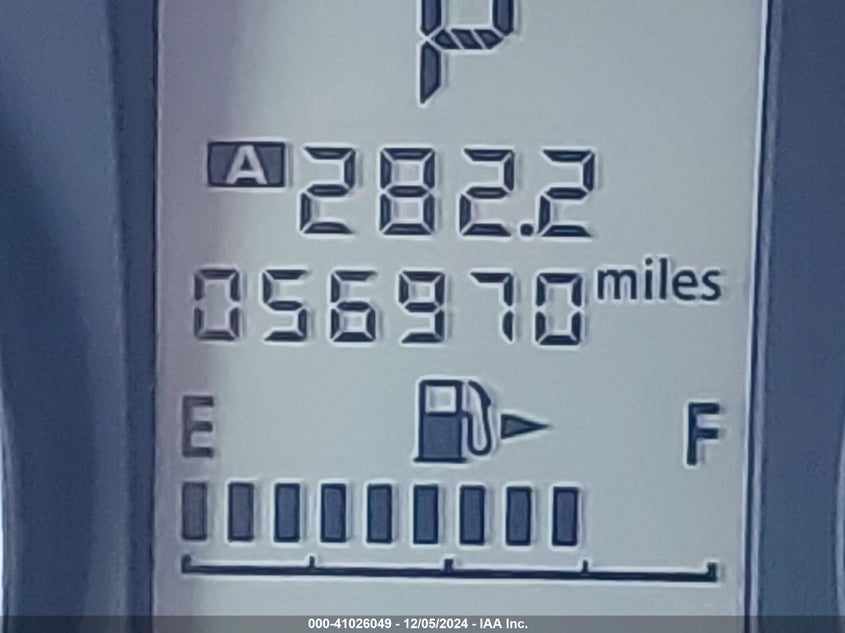 P
A 282.2
056970 miles
E F
000-41026049 - 12/05/2024 - IAA Inc.